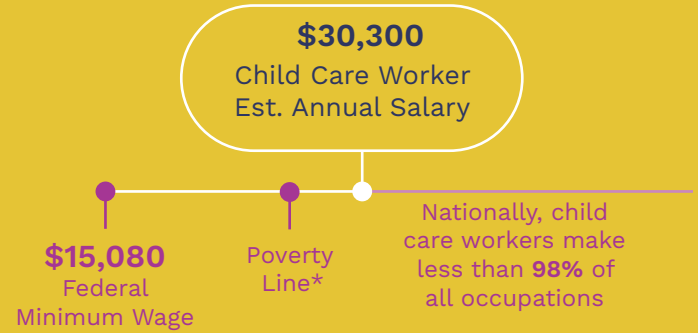 $30,300
Child Care Worker
Est. Annual Salary
$15,080
Federal
Minimum Wage
Poverty
Line*
Nationally, child
care workers make
less than 98% of
all occupations